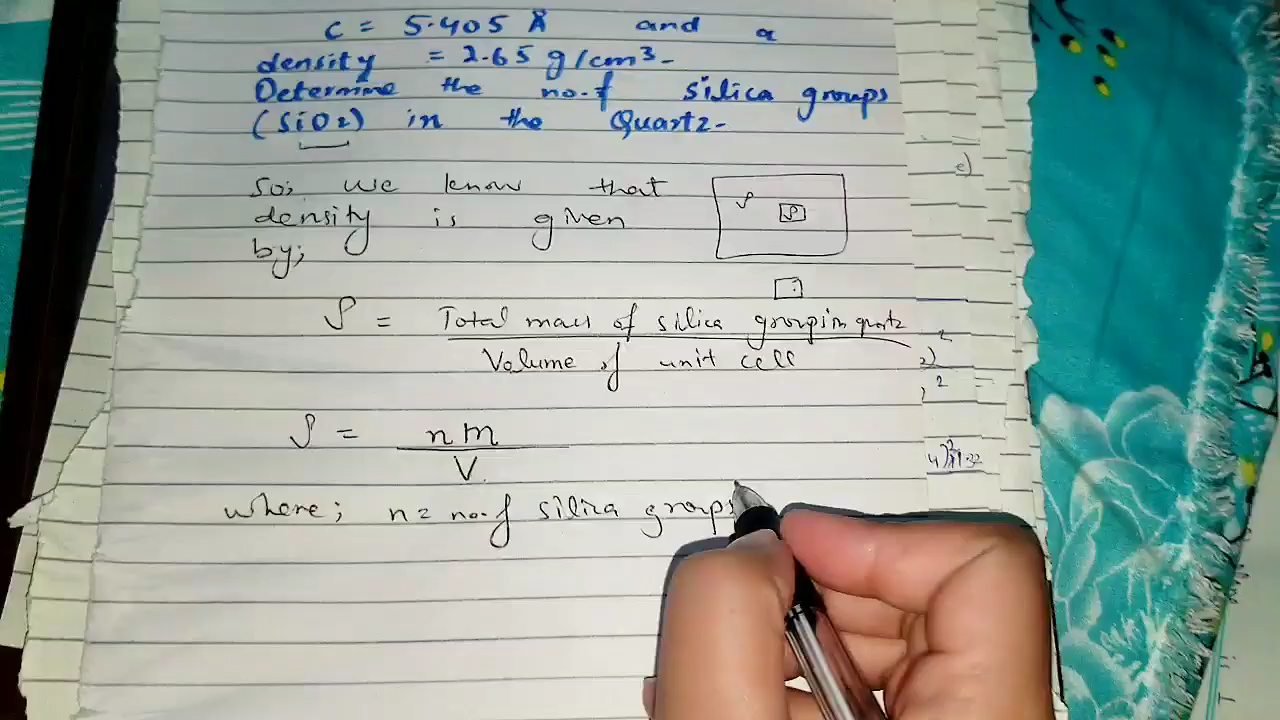 c = 5.405 Å and a
density = 2.65 g/cm³.
Determine the no. of silica groups
(SiO2) in the Quartz.
So; we know that
density is given
by;
ρ = Total mass of silica group in quartz
Volume of unit cell
ρ = nm
V
where; n = no. of silica groups